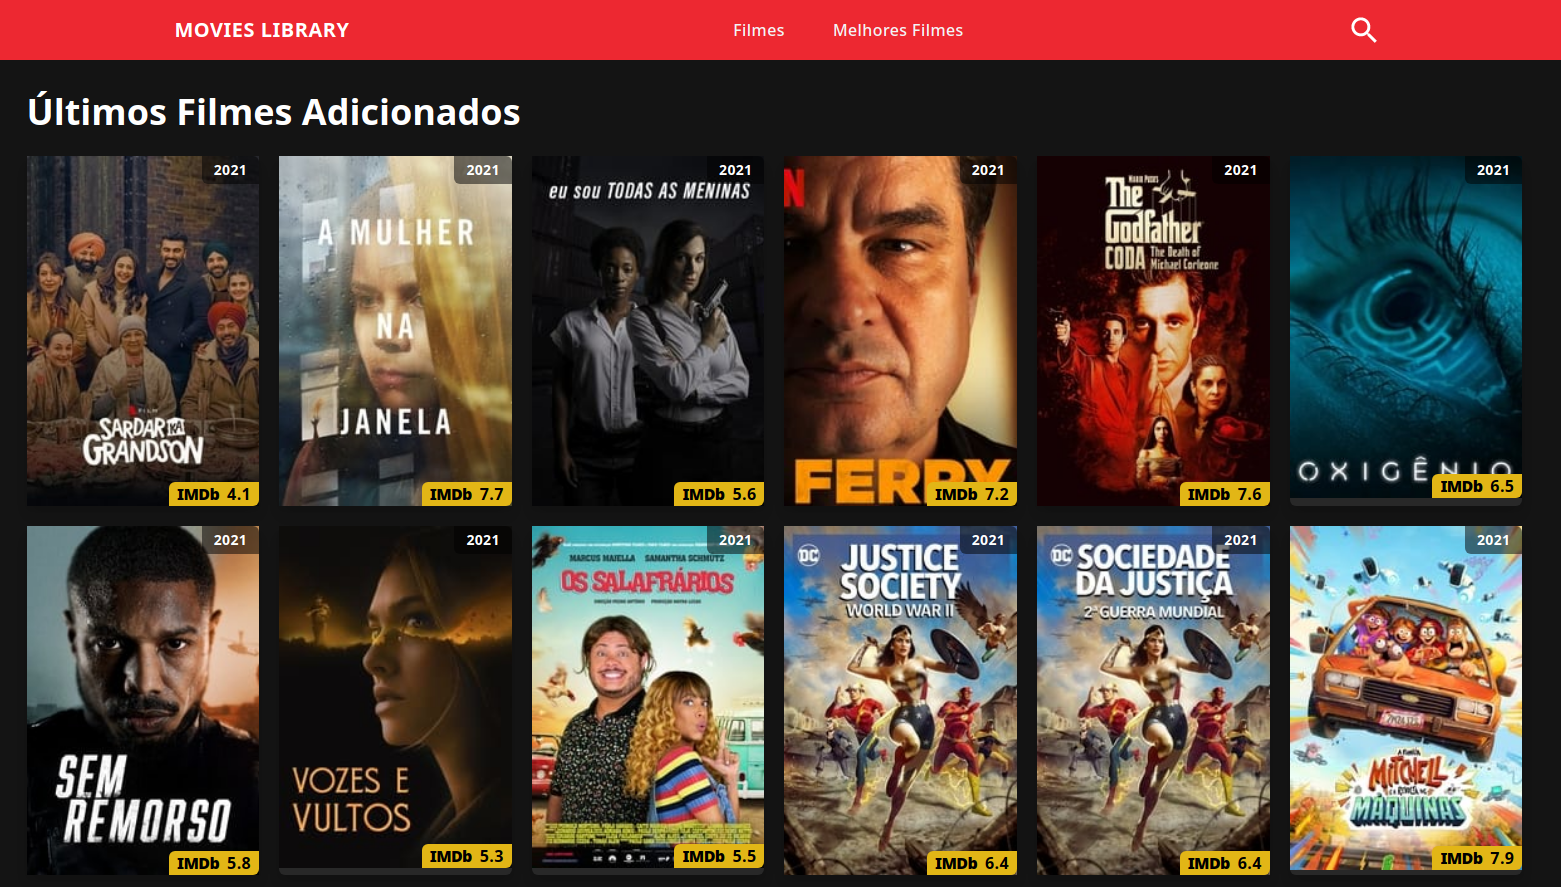 MOVIES LIBRARY
Filmes
Melhores Filmes
Últimos Filmes Adicionados
2021
FILM
SARDAR KA
GRANDSON
IMDb 4.1
2021
A MULHER
NA
JANELA
IMDb 7.7
2021
eu sou TODAS AS MENINAS
IMDb 5.6
2021
N
FERRY
IMDb 7.2
2021
MARIO PUZO'S
The
Godfather
CODA The Death of
Michael Corleone
IMDb 7.6
2021
OXIGÊNIO
IMDb 6.5
2021
SEM
REMORSO
IMDb 5.8
2021
VOZES E
VULTOS
IMDb 5.3
2021
MARCUS MAJELLA SAMANTHA SCHMÜTZ
OS SALAFRÁRIOS
IMDb 5.5
2021
DC
JUSTICE
SOCIETY
WORLD WAR II
IMDb 6.4
2021
DC
SOCIEDADE
DA JUSTIÇA
2ª GUERRA MUNDIAL
IMDb 6.4
2021
A FAMÍLIA
MITCHELL
E A REVOLTA DAS
MÁQUINAS
IMDb 7.9